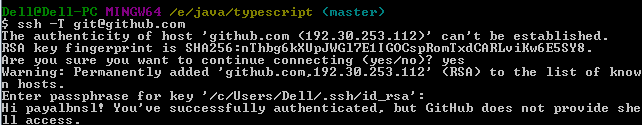 Dell@Dell-PC MINGW64 /e/java/typescript (master)
$ ssh -T git@github.com
The authenticity of host 'github.com (192.30.253.112)' can't be established.
RSA key fingerprint is SHA256:nThbg6kXUpJWGl7E1IGOCspRomTxdCARLviKw6E5SY8.
Are you sure you want to continue connecting (yes/no)? yes
Warning: Permanently added 'github.com,192.30.253.112' (RSA) to the list of know
n hosts.
Enter passphrase for key '/c/Users/Dell/.ssh/id_rsa':
Hi payalbnsl! You've successfully authenticated, but GitHub does not provide she
ll access.